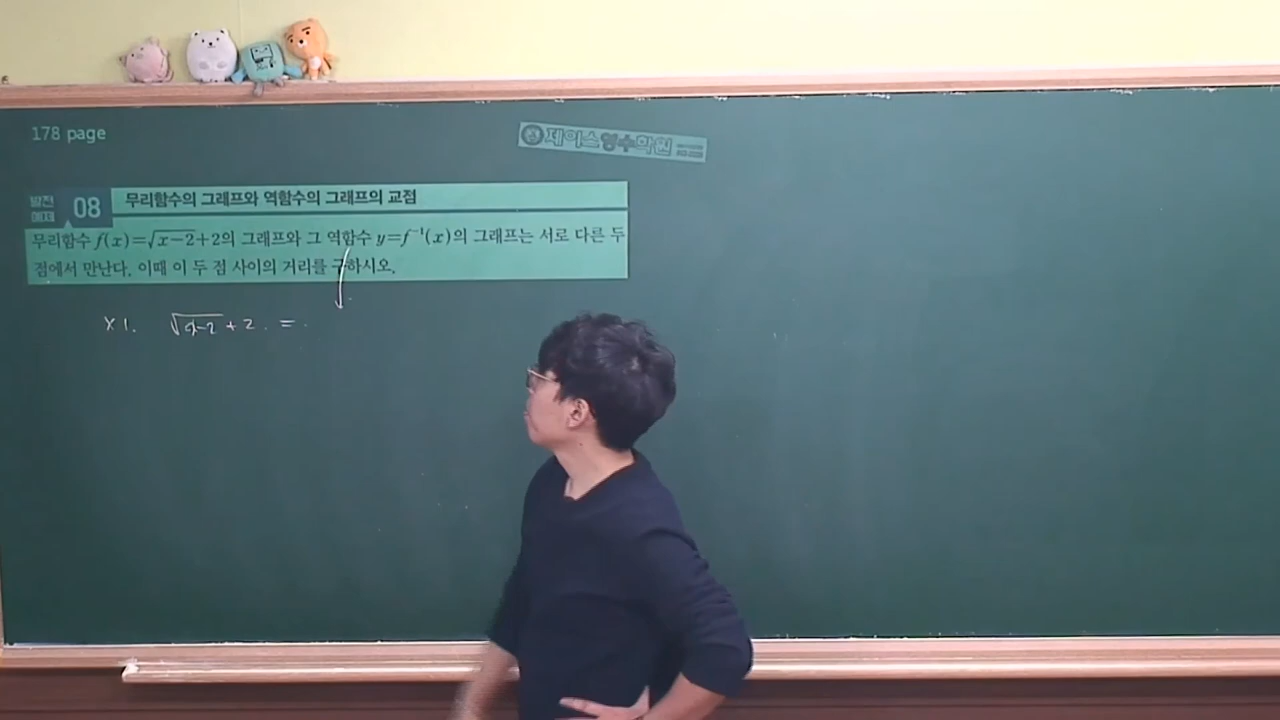 178 page
제이스영수학원
발전
예제 08 무리함수의 그래프와 역함수의 그래프의 교점
무리함수 f(x)=√x−2+2의 그래프와 그 역함수 y=f⁻¹(x)의 그래프는 서로 다른 두
점에서 만난다. 이때 이 두 점 사이의 거리를 구하시오.
x1. √x-2 + 2 =